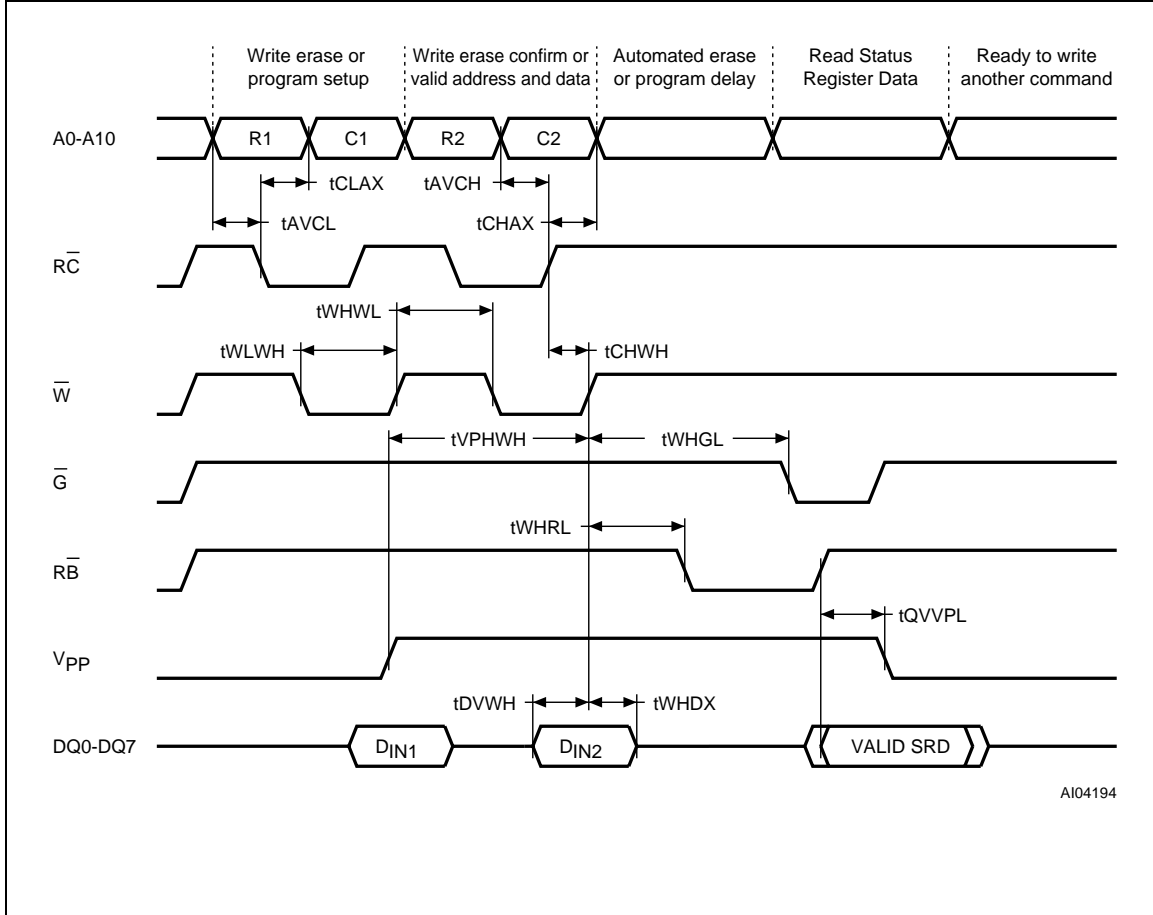 Write erase or
program setup
Write erase confirm or
valid address and data
Automated erase
or program delay
Read Status
Register Data
Ready to write
another command
A0-A10
R1
C1
R2
C2
tCLAX
tAVCH
tAVCL
tCHAX
RC̅
tWHWL
tWLWH
tCHWH
W̅
tVPHWH
tWHGL
G̅
tWHRL
RB̅
tQVVPL
VPP
tDVWH
tWHDX
DQ0-DQ7
DIN1
DIN2
VALID SRD
AI04194